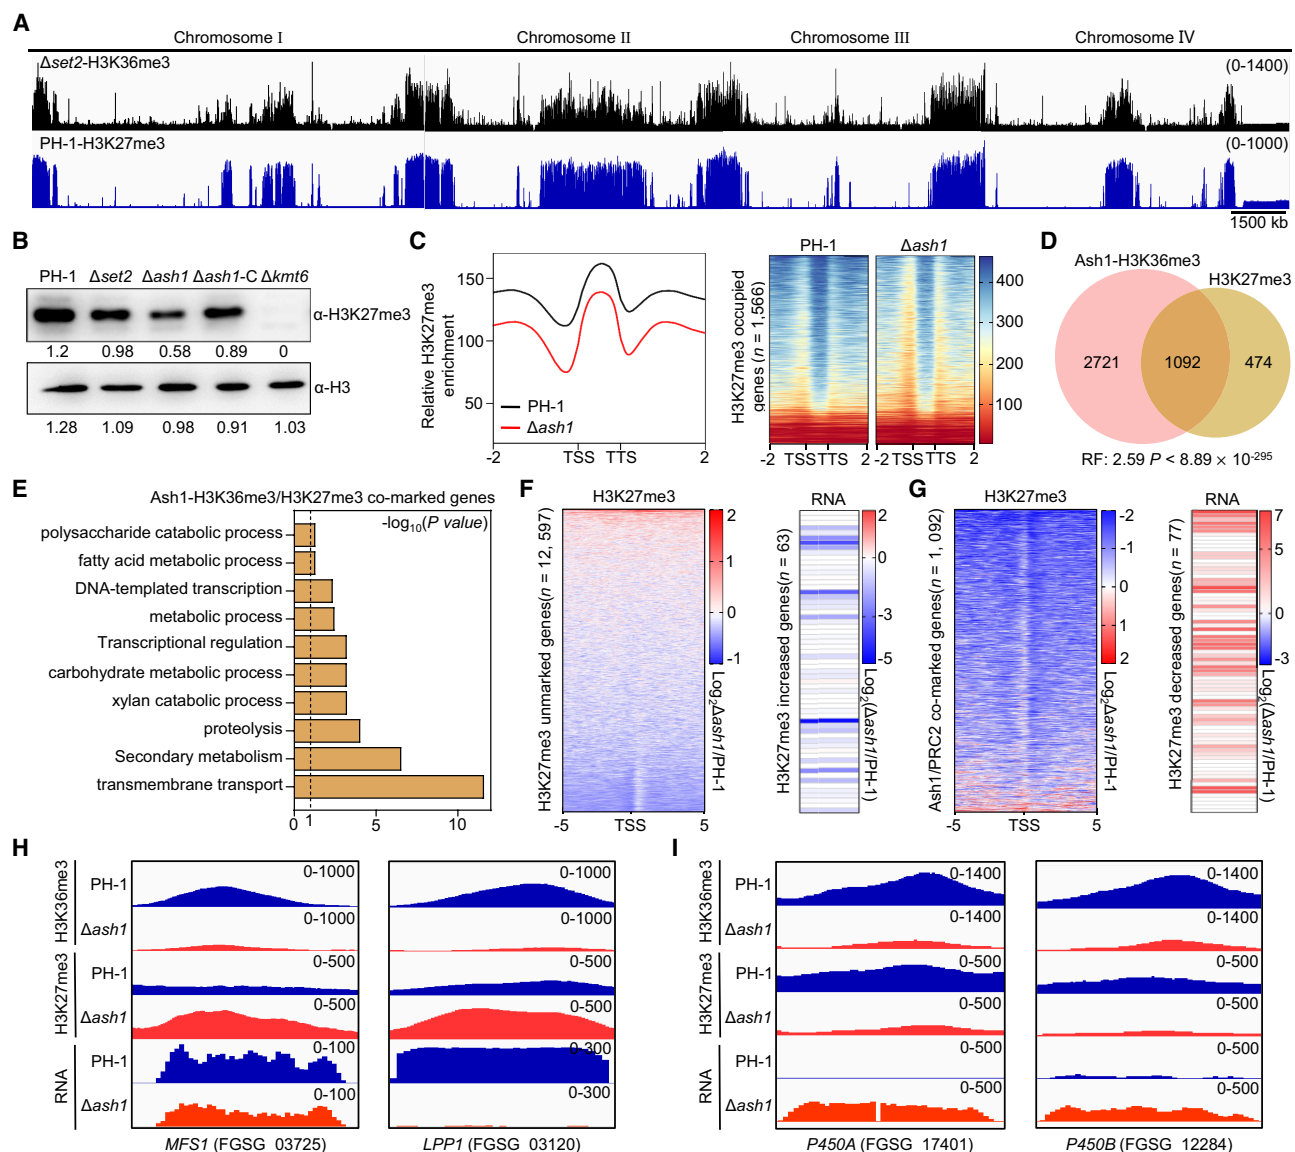 A
Chromosome I
Chromosome II
Chromosome III
Chromosome IV
Δset2-H3K36me3
(0-1400)
PH-1-H3K27me3
(0-1000)
1500 kb
B
PH-1 Δset2 Δash1 Δash1-C Δkmt6
α-H3K27me3
1.2 0.98 0.58 0.89 0
α-H3
1.28 1.09 0.98 0.91 1.03
C
Relative H3K27me3
enrichment
150
100
50
PH-1
Δash1
-2 TSS TTS 2
H3K27me3 occupied
genes (n = 1,566)
PH-1
Δash1
-2 TSS TTS 2
-2 TSS TTS 2
400
300
200
100
D
Ash1-H3K36me3
H3K27me3
2721
1092
474
RF: 2.59 P < 8.89 × 10-295
E
Ash1-H3K36me3/H3K27me3 co-marked genes
-log10(P value)
polysaccharide catabolic process
fatty acid metabolic process
DNA-templated transcription
metabolic process
Transcriptional regulation
carbohydrate metabolic process
xylan catabolic process
proteolysis
Secondary metabolism
transmembrane transport
0 5 10
F
H3K27me3
H3K27me3 unmarked genes(n = 12, 597)
-5 TSS 5
2
1
0
-1
Log2Δash1/PH-1
RNA
H3K27me3 increased genes(n = 63)
2
0
-5
Log2(Δash1/PH-1)
G
H3K27me3
Ash1/PRC2 co-marked genes(n = 1, 092)
-5 TSS 5
-2
-1
0
1
2
Log2Δash1/PH-1
RNA
H3K27me3 decreased genes(n = 77)
7
5
0
-3
Log2(Δash1/PH-1)
H
H3K36me3
PH-1
0-1000
0-1000
Δash1
0-1000
0-1000
H3K27me3
PH-1
0-500
0-500
Δash1
0-500
0-500
RNA
PH-1
0-100
0-300
Δash1
0-100
0-300
MFS1 (FGSG 03725)
LPP1 (FGSG 03120)
I
H3K36me3
PH-1
0-1400
0-1400
Δash1
0-1400
0-1400
H3K27me3
PH-1
0-500
0-500
Δash1
0-500
0-500
RNA
PH-1
0-500
0-500
Δash1
0-500
0-500
P450A (FGSG 17401)
P450B (FGSG 12284)